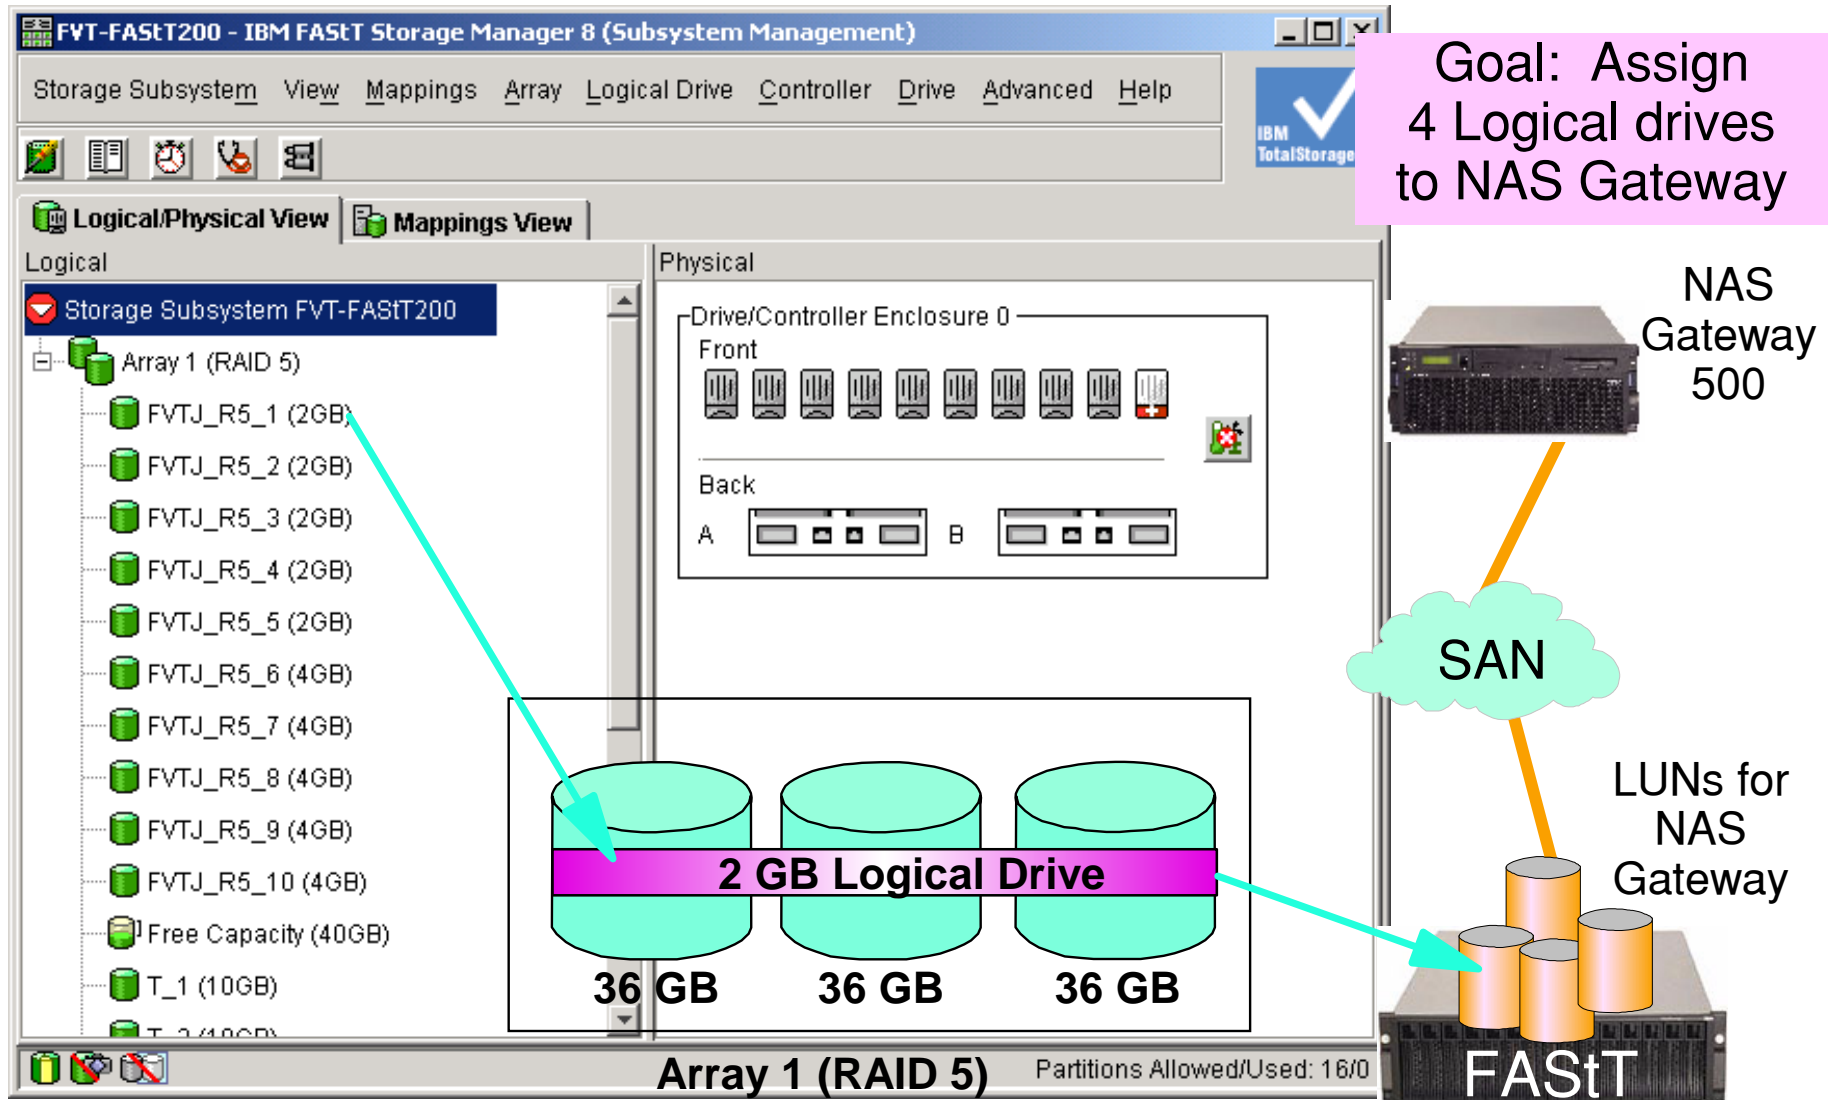 FVT-FAStT200 - IBM FAStT Storage Manager 8 (Subsystem Management)
Storage Subsystem View Mappings Array Logical Drive Controller Drive Advanced Help
IBM
TotalStorage
Goal: Assign
4 Logical drives
to NAS Gateway
Logical/Physical View
Mappings View
Logical
Storage Subsystem FVT-FAStT200
Array 1 (RAID 5)
FVTJ_R5_1 (2GB)
FVTJ_R5_2 (2GB)
FVTJ_R5_3 (2GB)
FVTJ_R5_4 (2GB)
FVTJ_R5_5 (2GB)
FVTJ_R5_6 (4GB)
FVTJ_R5_7 (4GB)
FVTJ_R5_8 (4GB)
FVTJ_R5_9 (4GB)
FVTJ_R5_10 (4GB)
Free Capacity (40GB)
T_1 (10GB)
T_2 (10GB)
Physical
Drive/Controller Enclosure 0
Front
Back
A
B
2 GB Logical Drive
36 GB
36 GB
36 GB
Array 1 (RAID 5)
Partitions Allowed/Used: 16/0
NAS
Gateway
500
SAN
LUNs for
NAS
Gateway
FAStT